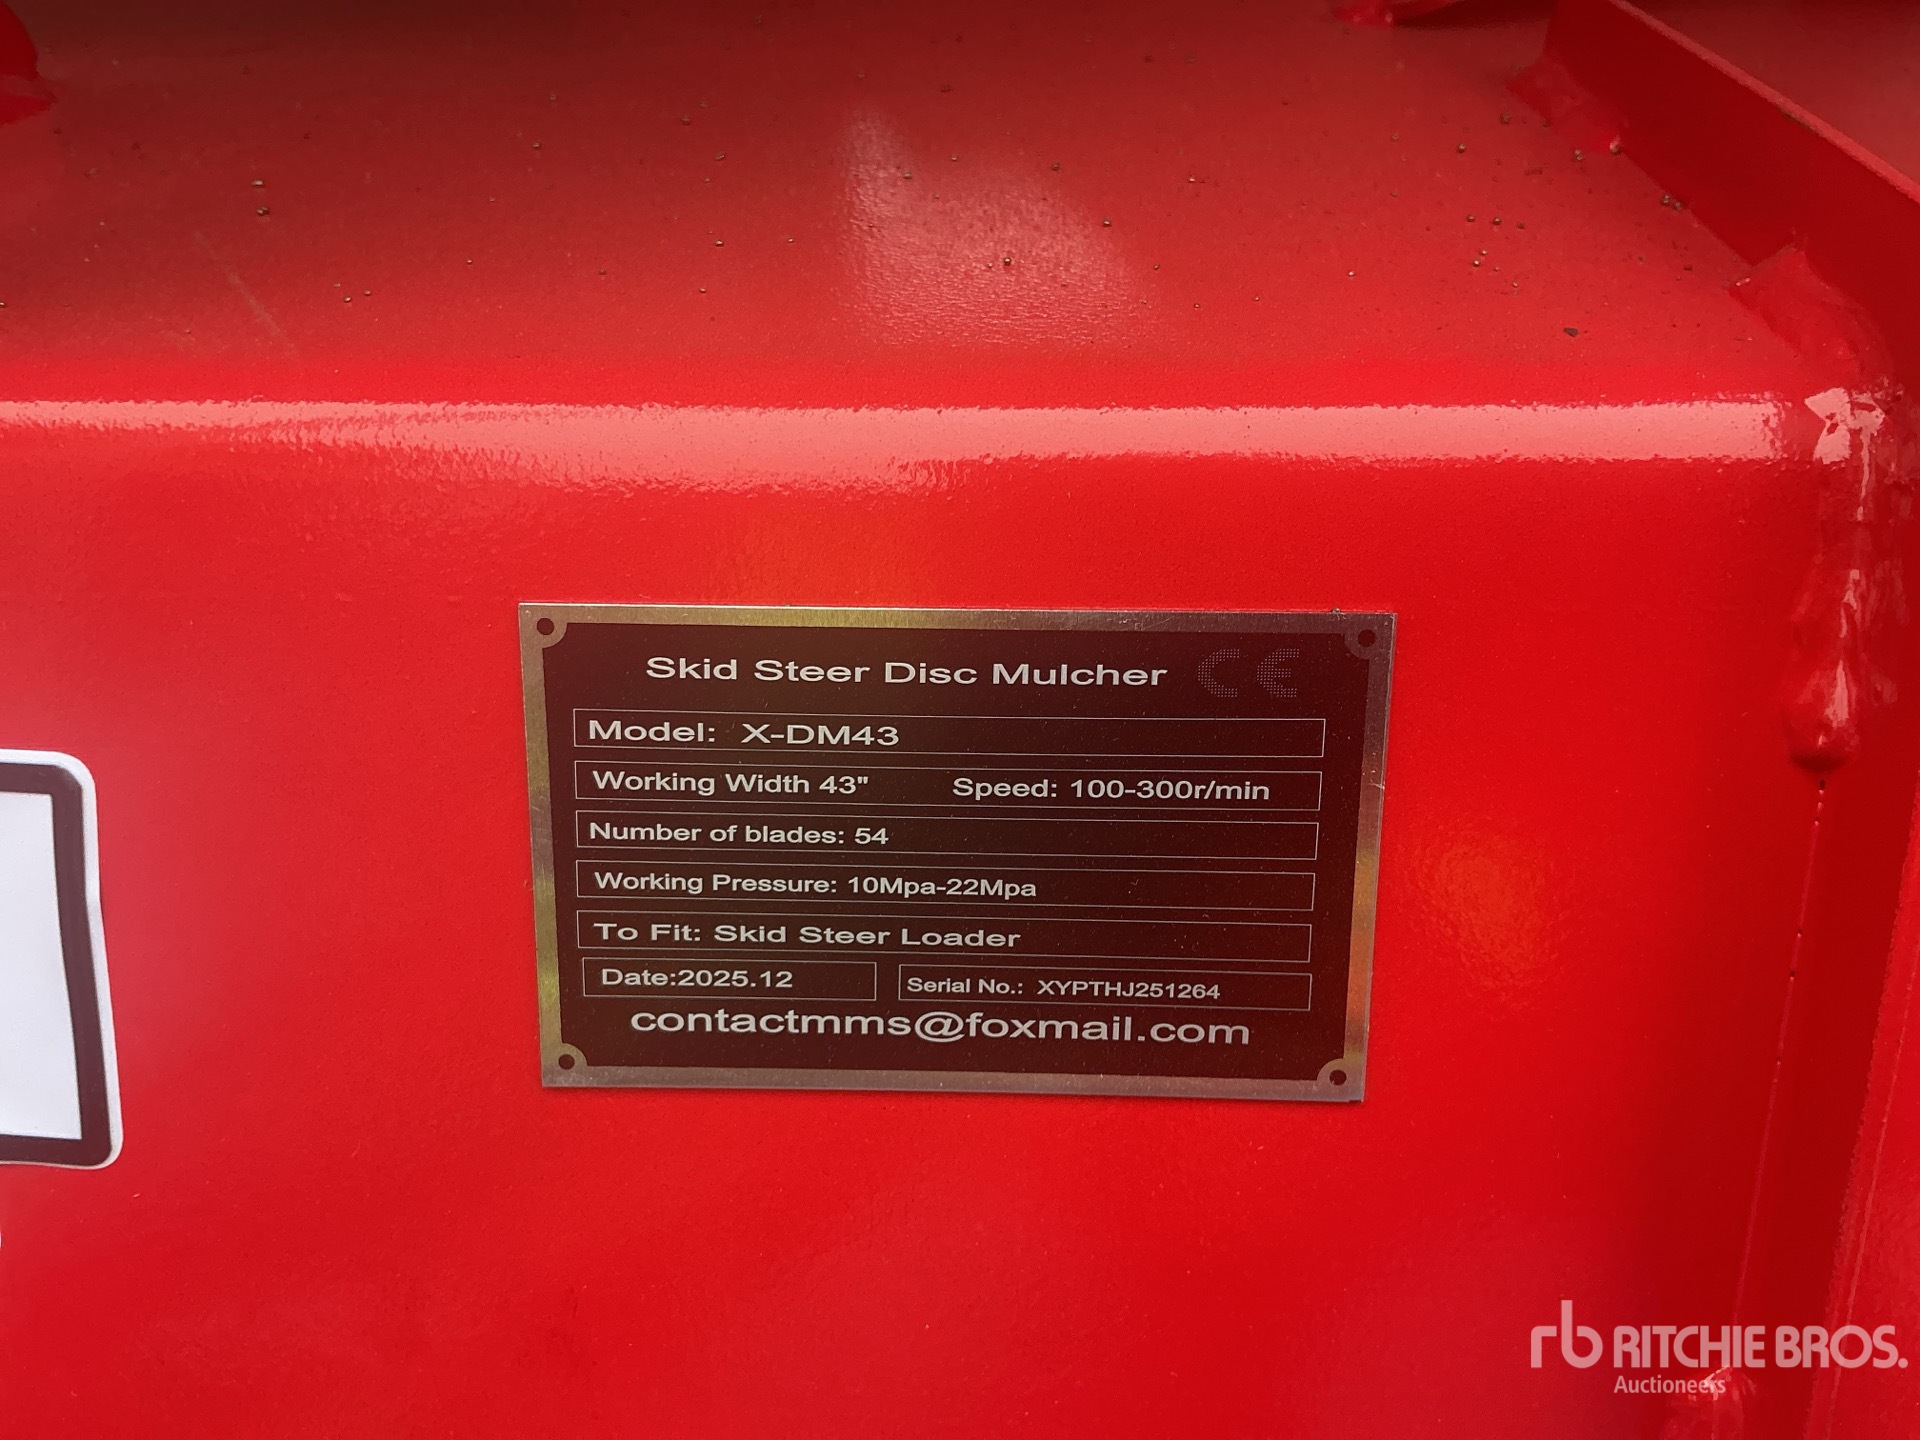 Skid Steer Disc Mulcher CE
Model: X-DM43
Working Width 43" Speed: 100-300r/min
Number of blades: 54
Working Pressure: 10Mpa-22Mpa
To Fit: Skid Steer Loader
Date:2025.12 Serial No.: XYPTHJ251264
contactmms@foxmail.com
rb RITCHIE BROS.
Auctioneers